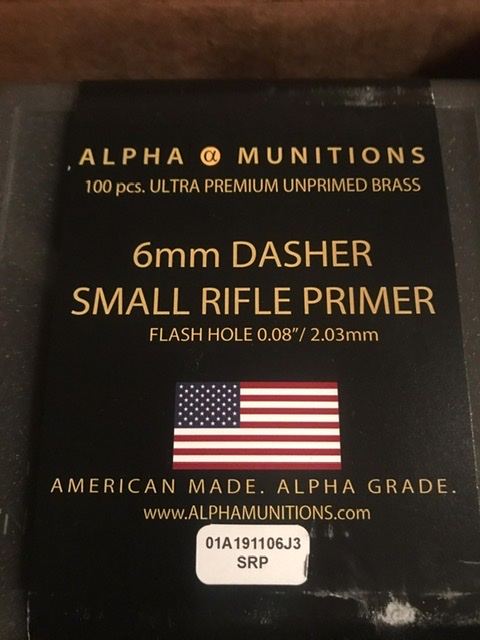 ALPHA α MUNITIONS
100 pcs. ULTRA PREMIUM UNPRIMED BRASS
6mm DASHER
SMALL RIFLE PRIMER
FLASH HOLE 0.08"/ 2.03mm
AMERICAN MADE. ALPHA GRADE.
www.ALPHAMUNITIONS.com
01A191106J3
SRP